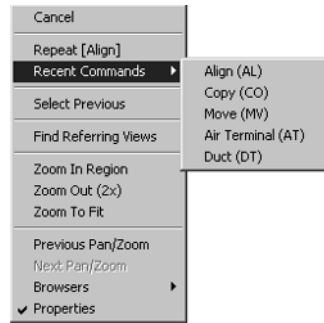 Cancel
Repeat [Align]
Recent Commands
Select Previous
Find Referring Views
Zoom In Region
Zoom Out (2x)
Zoom To Fit
Previous Pan/Zoom
Next Pan/Zoom
Browsers
Properties
Align (AL)
Copy (CO)
Move (MV)
Air Terminal (AT)
Duct (DT)